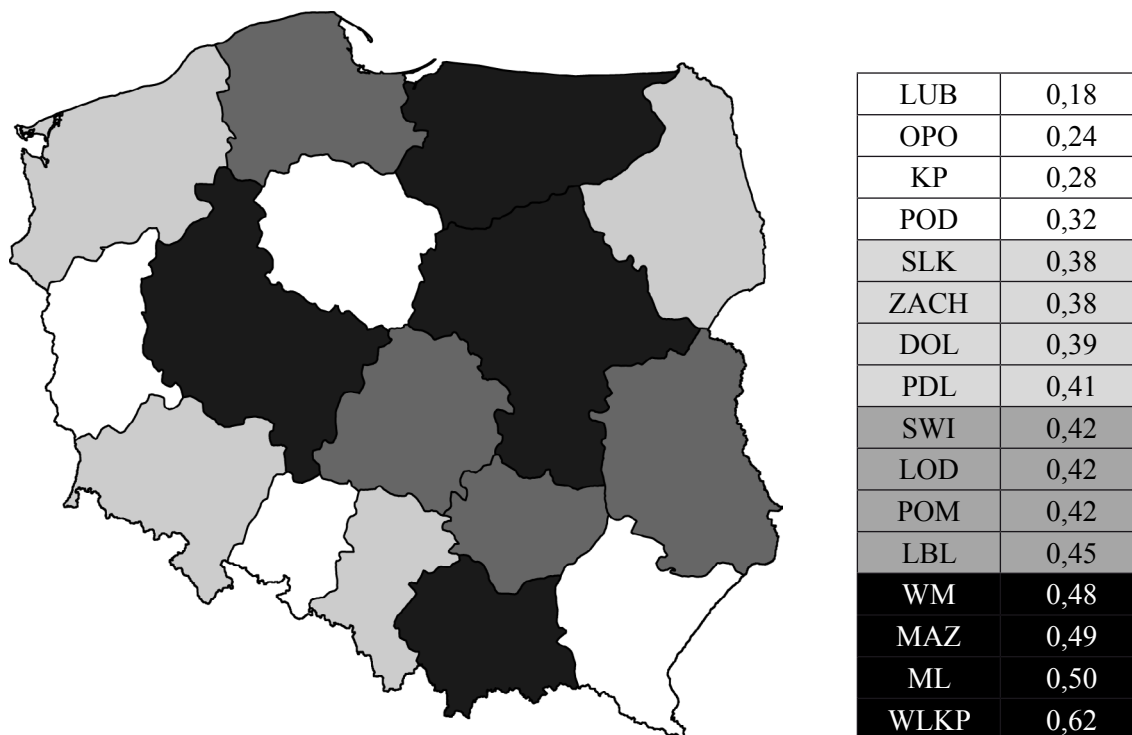 LUB 0,18
OPO 0,24
KP 0,28
POD 0,32
SLK 0,38
ZACH 0,38
DOL 0,39
PDL 0,41
SWI 0,42
LOD 0,42
POM 0,42
LBL 0,45
WM 0,48
MAZ 0,49
ML 0,50
WLKP 0,62